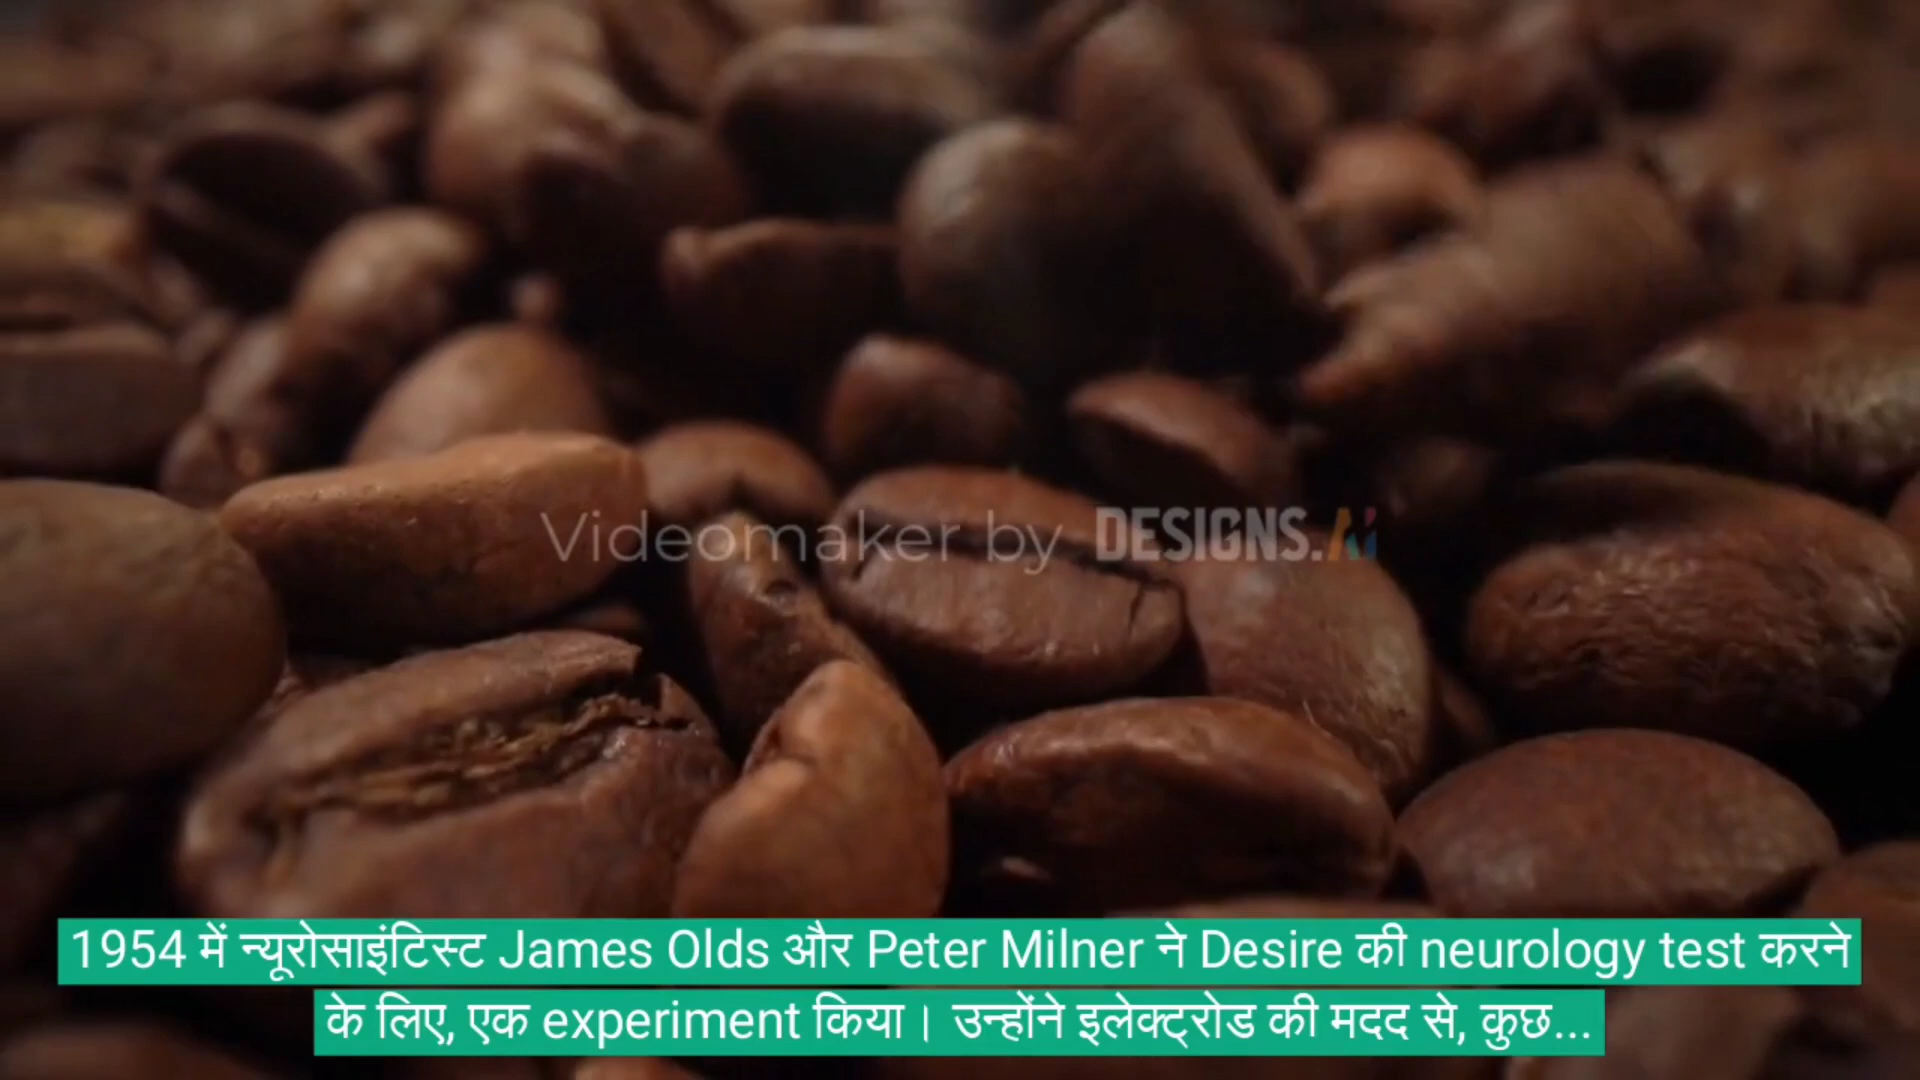 Videomaker by DESIGNS.Ai
1954 में न्यूरोसाइंटिस्ट James Olds और Peter Milner ने Desire की neurology test करने
के लिए, एक experiment किया। उन्होंने इलेक्ट्रोड की मदद से, कुछ...